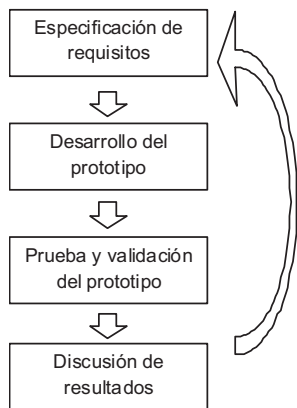 Especificación de
requisitos
Desarrollo del
prototipo
Prueba y validación
del prototipo
Discusión de
resultados